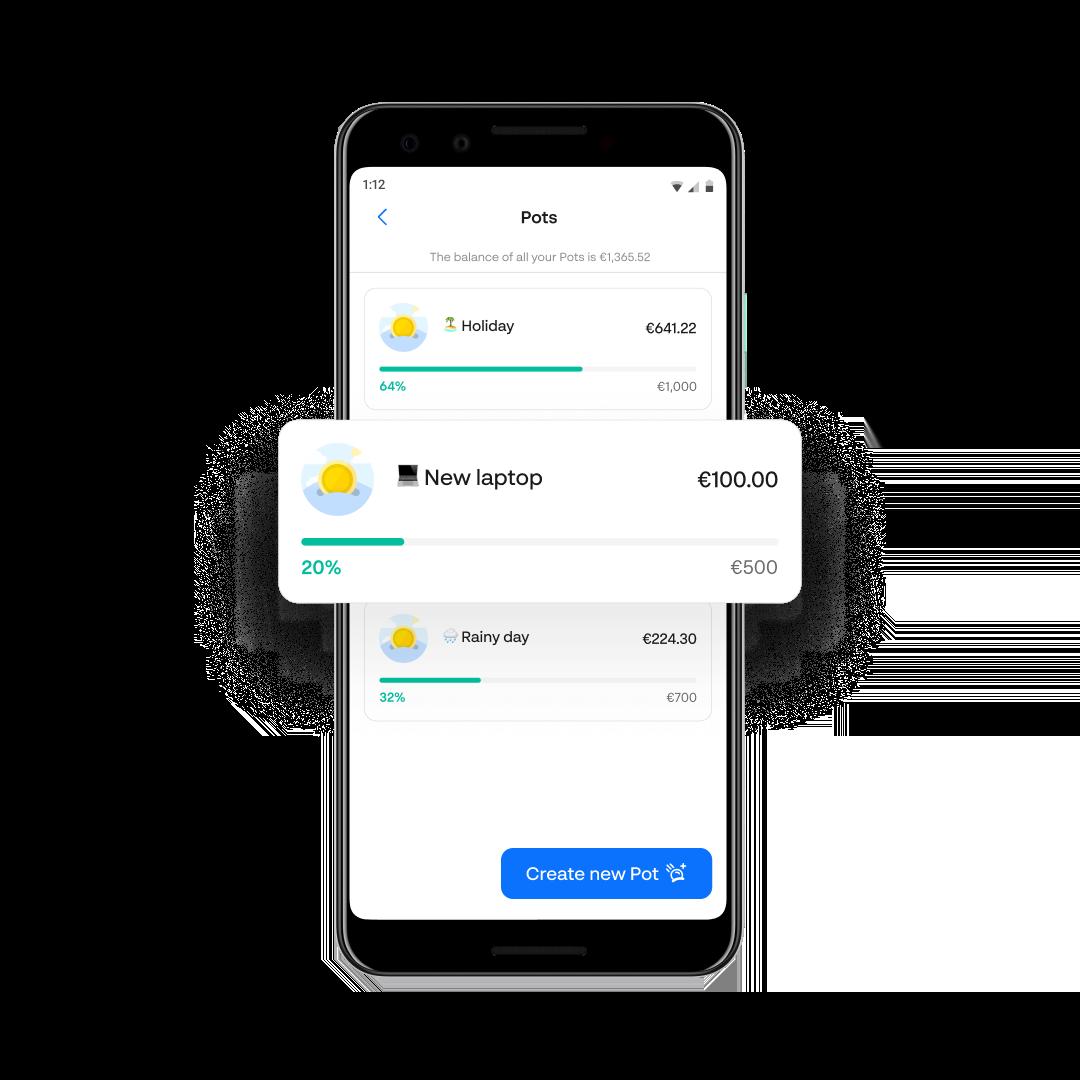 1:12
Pots
The balance of all your Pots is €1,365.52
Holiday €641.22
64% €1,000
New laptop €100.00
20% €500
Rainy day €224.30
32% €700
Create new Pot